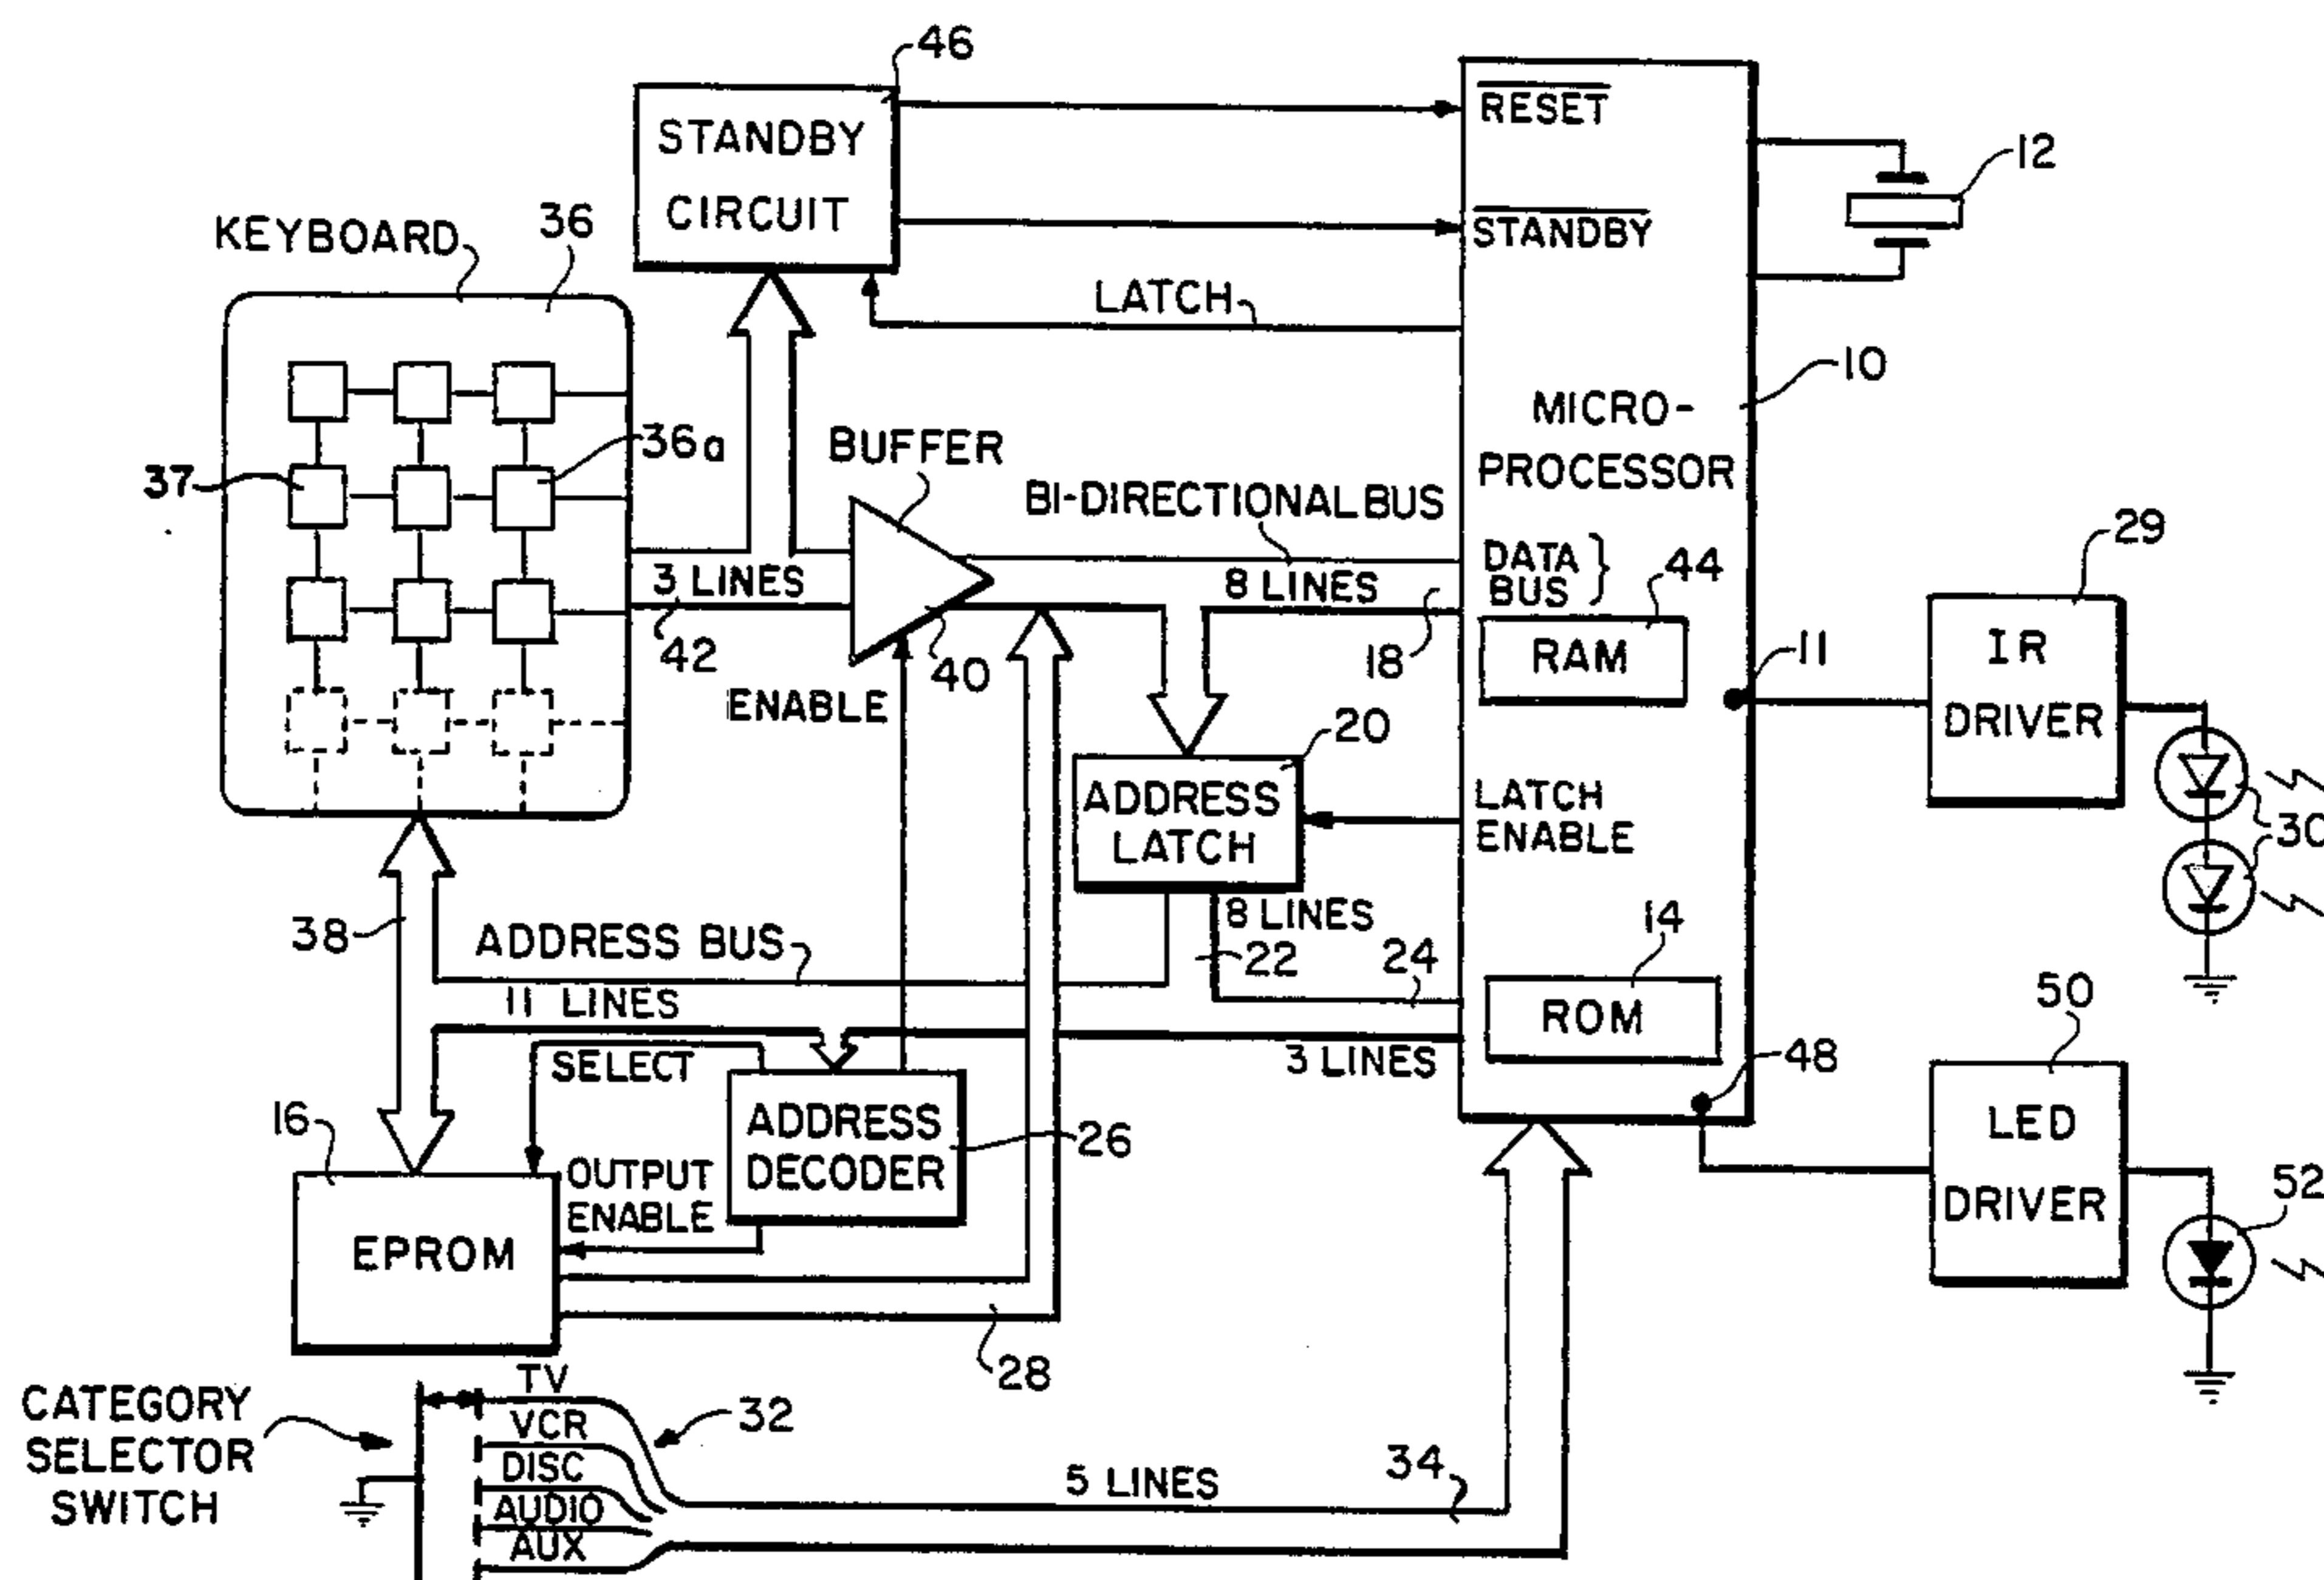 46
STANDBY
CIRCUIT
RESET
STANDBY
12
KEYBOARD
36
LATCH
10
MICRO-
PROCESSOR
36a
37
BUFFER
BI-DIRECTIONAL BUS
DATA
BUS
3 LINES
8 LINES
44
29
42
40
18
RAM
11
IR
DRIVER
ENABLE
20
ADDRESS
LATCH
LATCH
ENABLE
30
38
ADDRESS BUS
8 LINES
22
24
14
ROM
11 LINES
SELECT
3 LINES
48
50
LED
DRIVER
16
ADDRESS
DECODER
26
OUTPUT
ENABLE
EPROM
52
28
CATEGORY
SELECTOR
SWITCH
TV
VCR
DISC
AUDIO
AUX
32
5 LINES
34